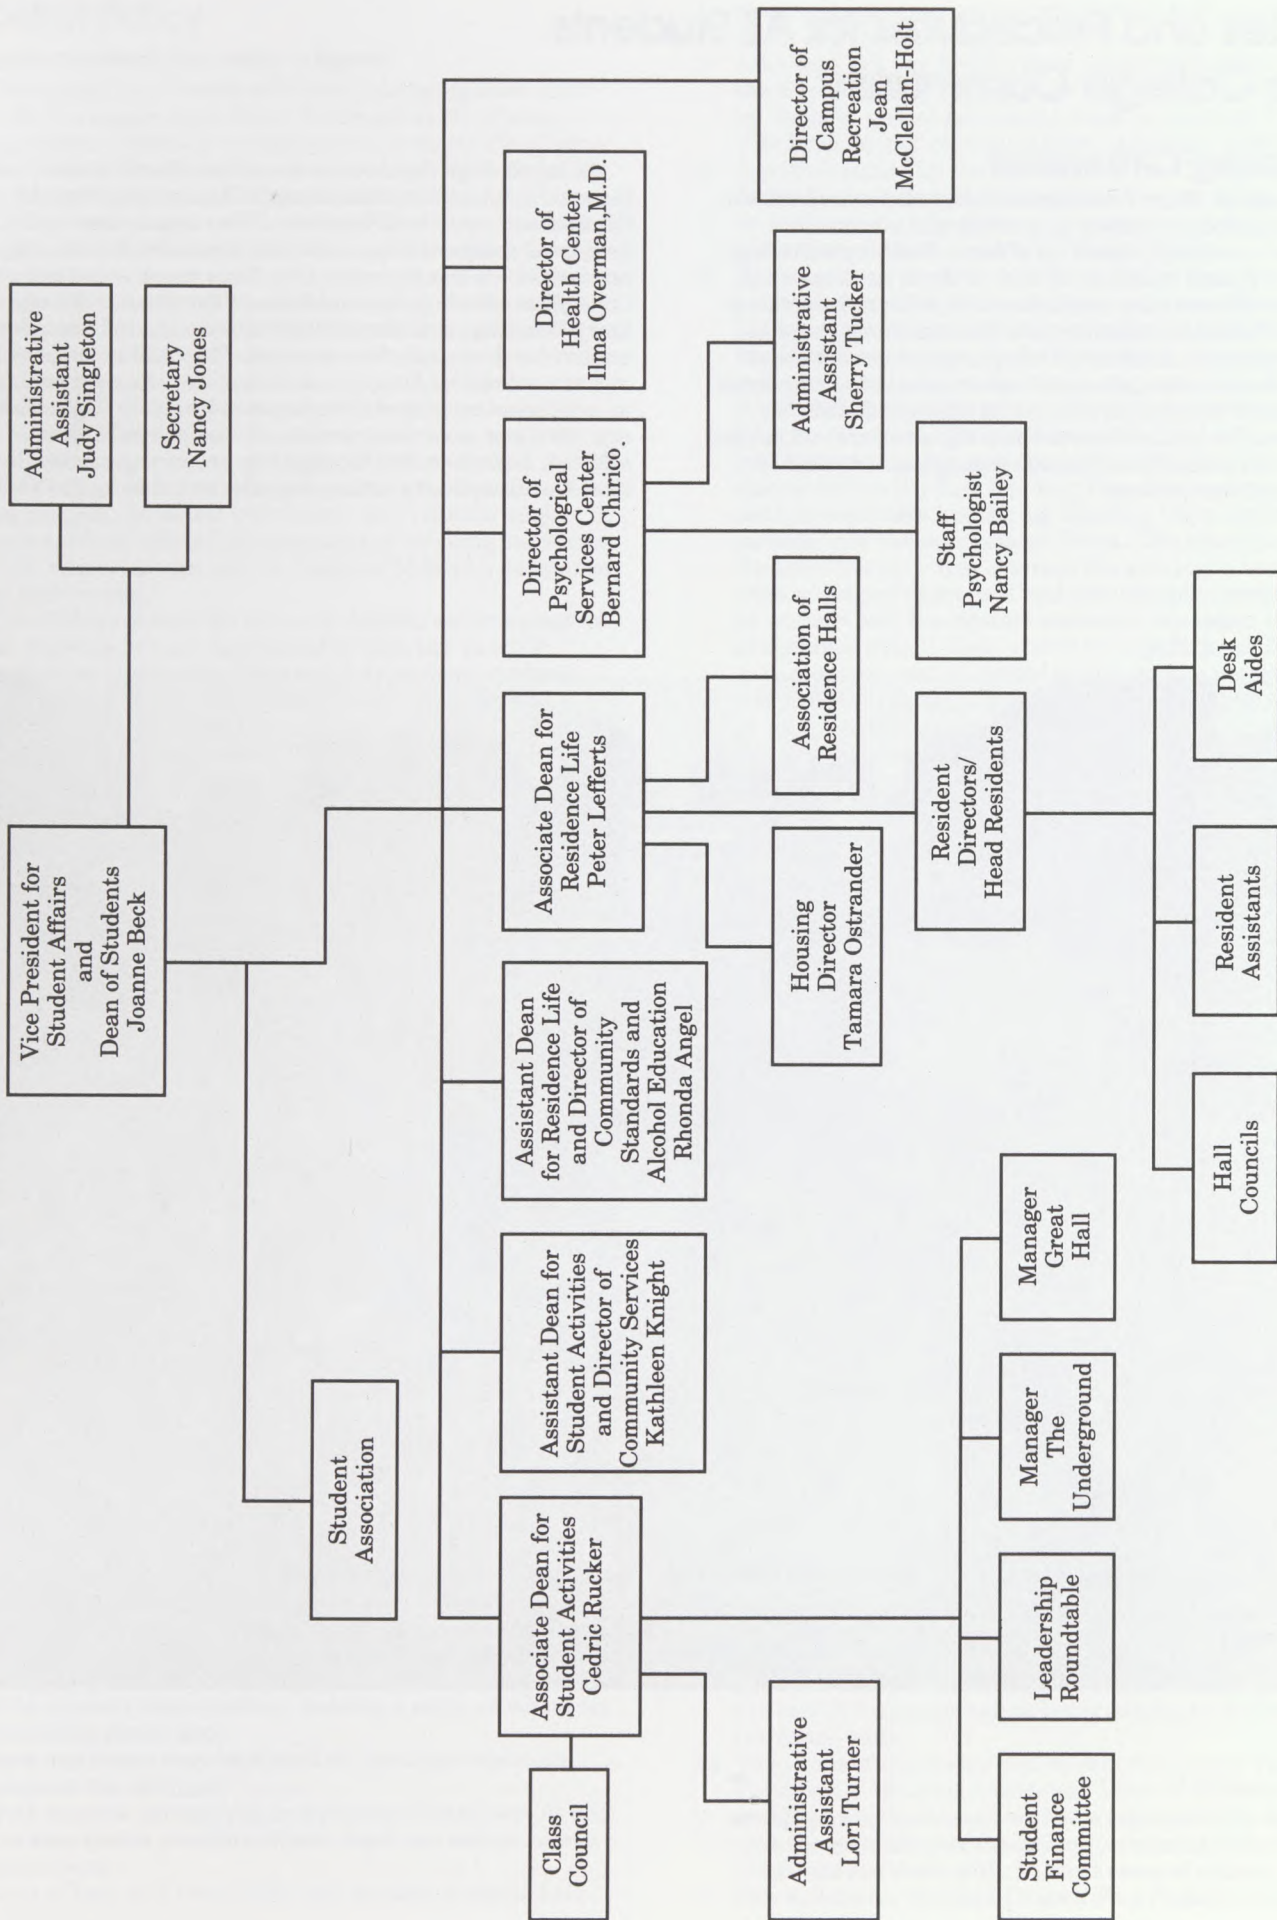 Vice President for
Student Affairs
and
Dean of Students
Joanne Beck
Administrative
Assistant
Judy Singleton
Secretary
Nancy Jones
Student
Association
Class
Council
Associate Dean for
Student Activities
Cedric Rucker
Assistant Dean for
Student Activities
and Director of
Community Services
Kathleen Knight
Assistant Dean
for Residence Life
and Director of
Community
Standards and
Alcohol Education
Rhonda Angel
Associate Dean for
Residence Life
Peter Lefferts
Director of
Psychological
Services Center
Bernard Chirico
Director of
Health Center
Ilma Overman,M.D.
Director of
Campus
Recreation
Jean
McClellan-Holt
Administrative
Assistant
Lori Turner
Housing
Director
Tamara Ostrander
Association of
Residence Halls
Administrative
Assistant
Sherry Tucker
Resident
Directors/
Head Residents
Staff
Psychologist
Nancy Bailey
Student
Finance
Committee
Leadership
Roundtable
Manager
The
Underground
Manager
Great
Hall
Hall
Councils
Resident
Assistants
Desk
Aides